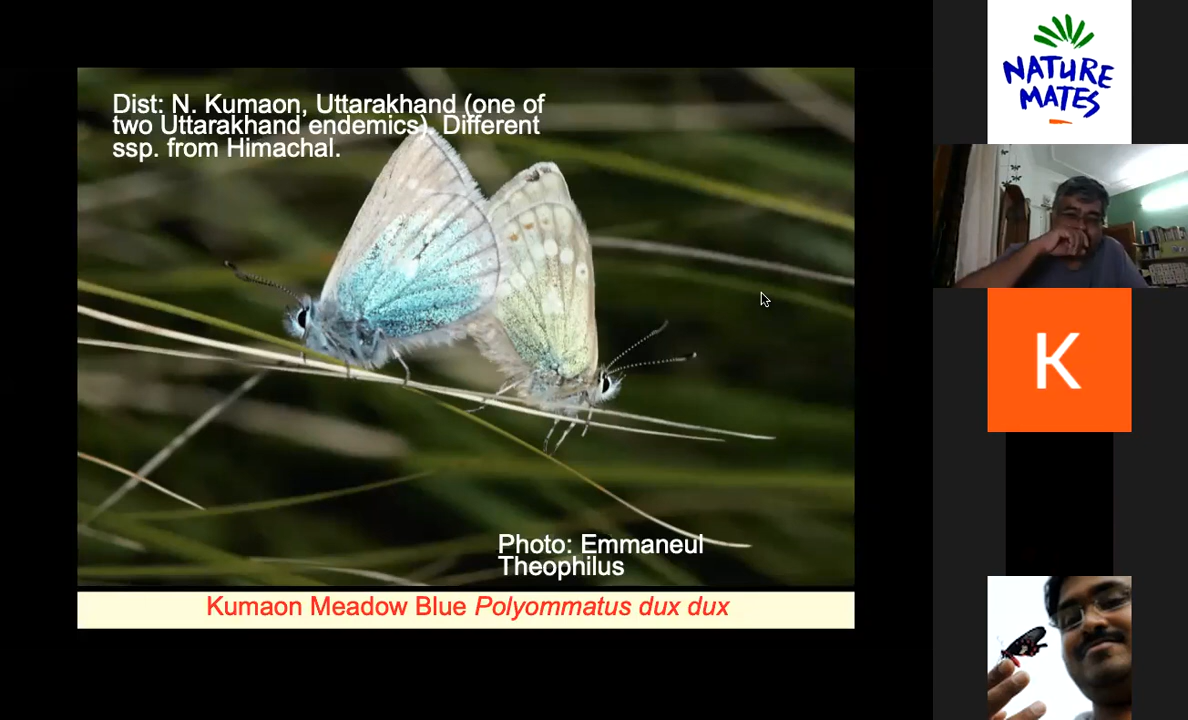 Dist: N. Kumaon, Uttarakhand (one of
two Uttarakhand endemics). Different
ssp. from Himachal.
Photo: Emmaneul
Theophilus
Kumaon Meadow Blue Polyommatus dux dux
NATURE
MATES
K